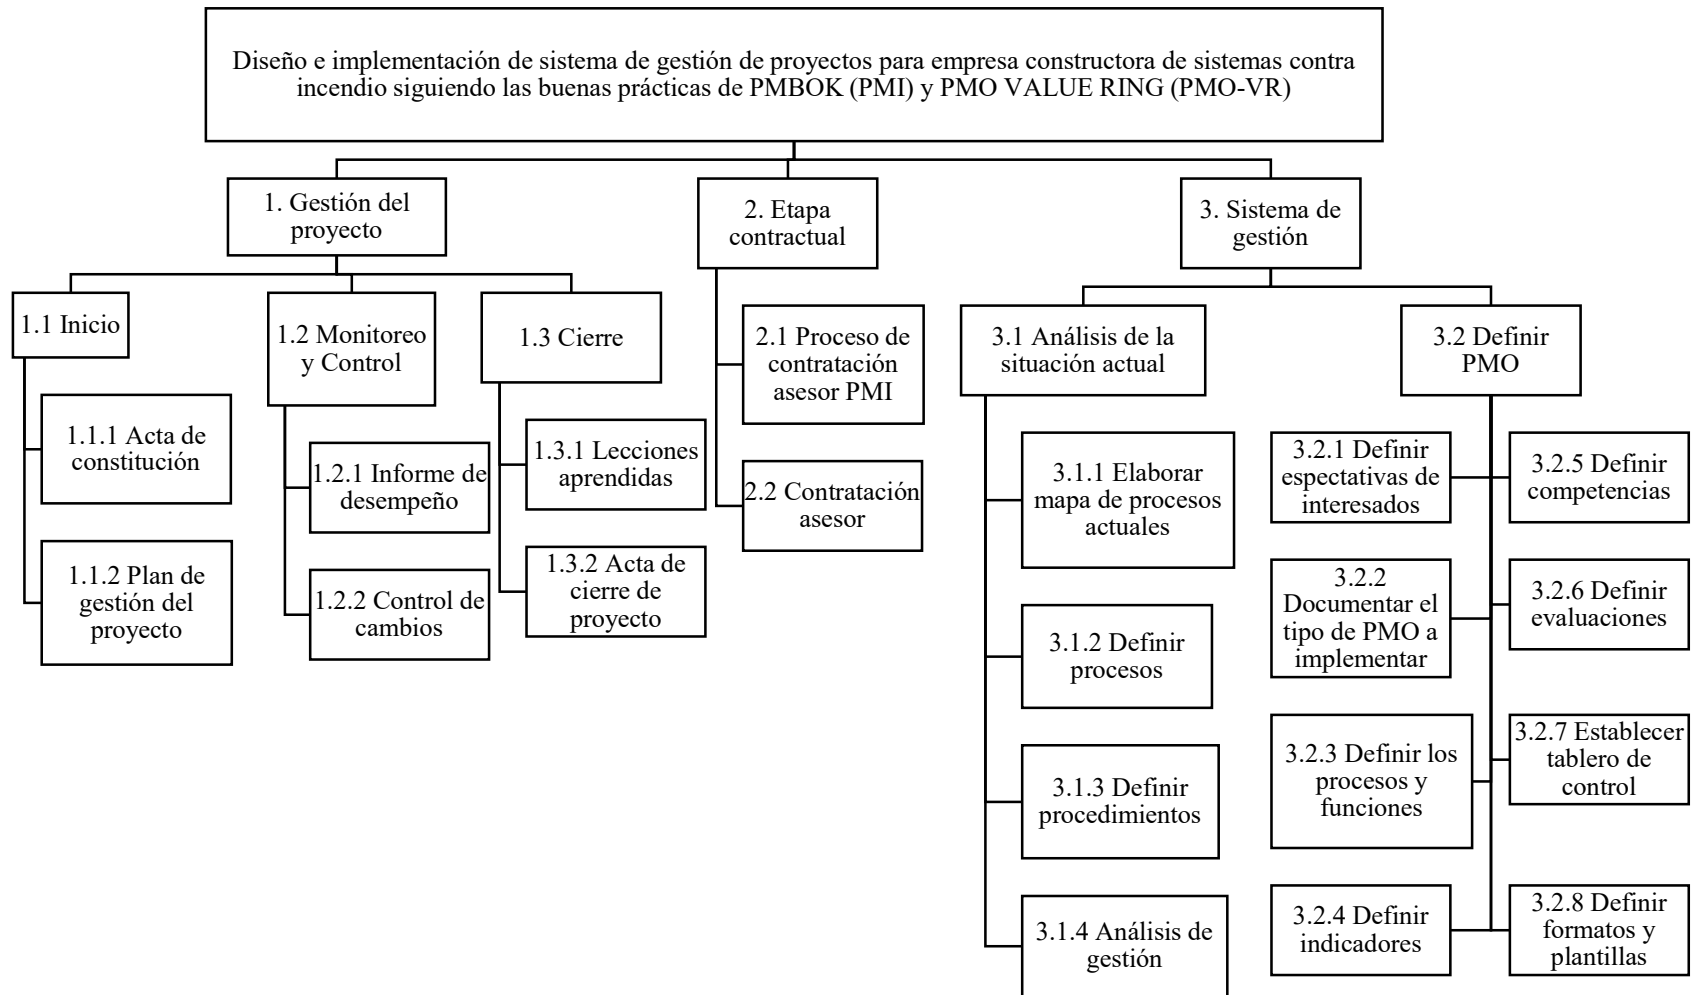 Diseño e implementación de sistema de gestión de proyectos para empresa constructora de sistemas contra
incendio siguiendo las buenas prácticas de PMBOK (PMI) y PMO VALUE RING (PMO-VR)
1. Gestión del
proyecto
1.1 Inicio
1.1.1 Acta de
constitución
1.1.2 Plan de
gestión del
proyecto
1.2 Monitoreo
y Control
1.2.1 Informe de
desempeño
1.2.2 Control de
cambios
1.3 Cierre
1.3.1 Lecciones
aprendidas
1.3.2 Acta de
cierre de
proyecto
2. Etapa
contractual
2.1 Proceso de
contratación
asesor PMI
2.2 Contratación
asesor
3. Sistema de
gestión
3.1 Análisis de la
situación actual
3.1.1 Elaborar
mapa de procesos
actuales
3.1.2 Definir
procesos
3.1.3 Definir
procedimientos
3.1.4 Análisis de
gestión
3.2 Definir
PMO
3.2.1 Definir
espectativas de
interesados
3.2.2
Documentar el
tipo de PMO a
implementar
3.2.3 Definir los
procesos y
funciones
3.2.4 Definir
indicadores
3.2.5 Definir
competencias
3.2.6 Definir
evaluaciones
3.2.7 Establecer
tablero de
control
3.2.8 Definir
formatos y
plantillas